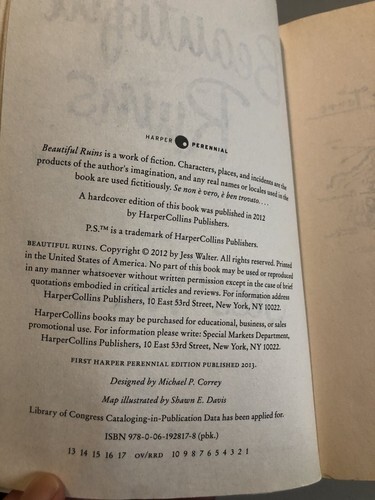 HARPER PERENNIAL
Beautiful Ruins is a work of fiction. Characters, places, and incidents are the
products of the author's imagination, and any real names or locales used in the
book are used fictitiously. Se non è vero, è ben trovato. . . .
A hardcover edition of this book was published in 2012
by HarperCollins Publishers.
P.S.™ is a trademark of HarperCollins Publishers.
BEAUTIFUL RUINS. Copyright © 2012 by Jess Walter. All rights reserved. Printed
in the United States of America. No part of this book may be used or reproduced
in any manner whatsoever without written permission except in the case of brief
quotations embodied in critical articles and reviews. For information address
HarperCollins Publishers, 10 East 53rd Street, New York, NY 10022.
HarperCollins books may be purchased for educational, business, or sales
promotional use. For information please write: Special Markets Department,
HarperCollins Publishers, 10 East 53rd Street, New York, NY 10022.
FIRST HARPER PERENNIAL EDITION PUBLISHED 2013.
Designed by Michael P. Correy
Map illustrated by Shawn E. Davis
Library of Congress Cataloging-in-Publication Data has been applied for.
ISBN 978-0-06-192817-8 (pbk.)
13 14 15 16 17 OV/RRD 10 9 8 7 6 5 4 3 2 1